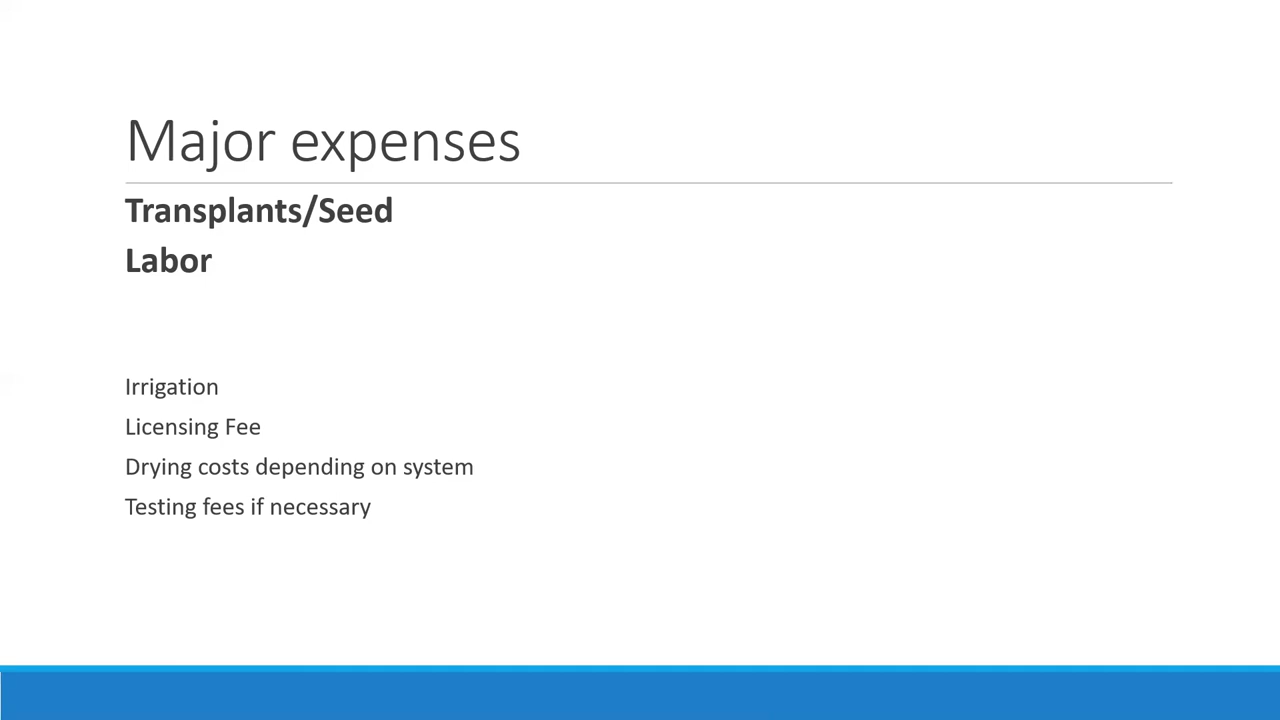 Major expenses
Transplants/Seed
Labor
Irrigation
Licensing Fee
Drying costs depending on system
Testing fees if necessary